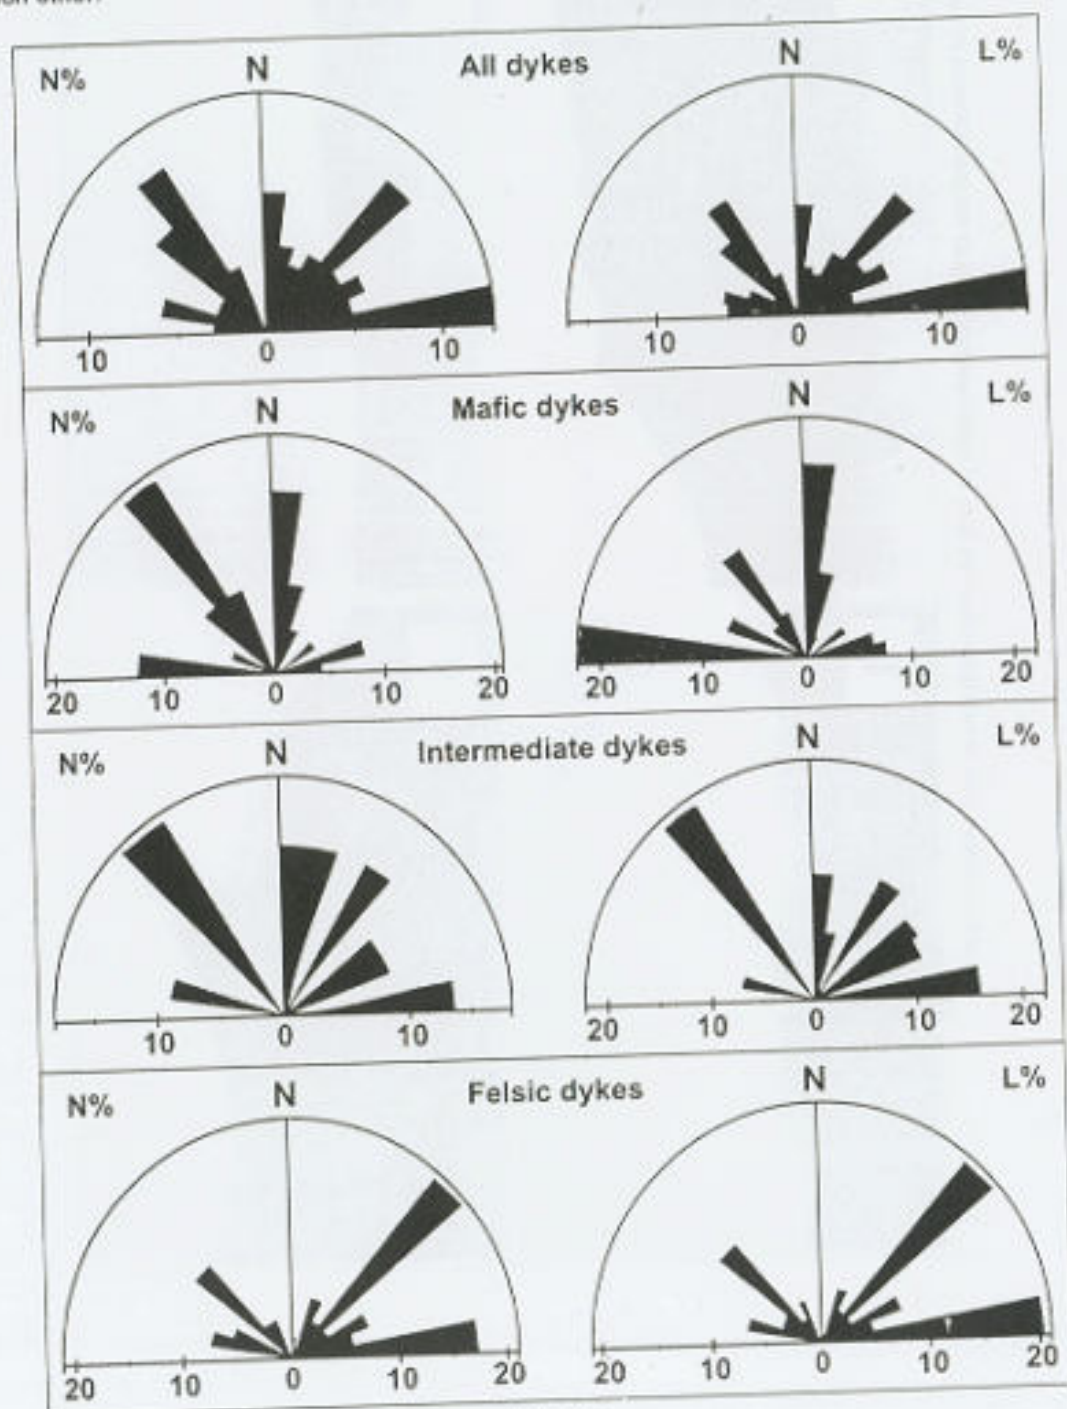 N% N All dykes N L%
10 0 10 10 0 10
N% N Mafic dykes N L%
20 10 0 10 20 20 10 0 10 20
N% N Intermediate dykes N L%
10 0 10 20 10 0 10 20
N% N Felsic dykes N L%
20 10 0 10 20 20 10 0 10 20